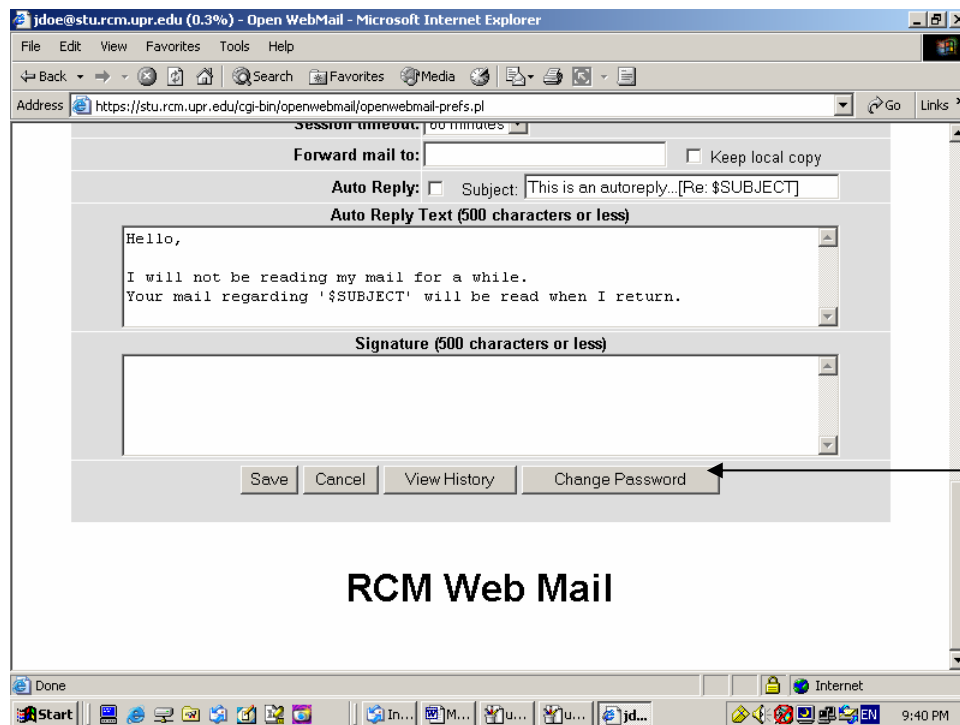 jdoe@stu.rcm.upr.edu (0.3%) - Open WebMail - Microsoft Internet Explorer
File Edit View Favorites Tools Help
Back Search Favorites Media
Address https://stu.rcm.upr.edu/cgi-bin/openwebmail/openwebmail-prefs.pl Go Links
Session timeout: 60 minutes
Forward mail to: Keep local copy
Auto Reply: Subject: This is an autoreply...[Re: $SUBJECT]
Auto Reply Text (500 characters or less)
Hello,
I will not be reading my mail for a while.
Your mail regarding '$SUBJECT' will be read when I return.
Signature (500 characters or less)
Save Cancel View History Change Password
RCM Web Mail
Done Internet
Start In... M... u... u... jd... EN 9:40 PM